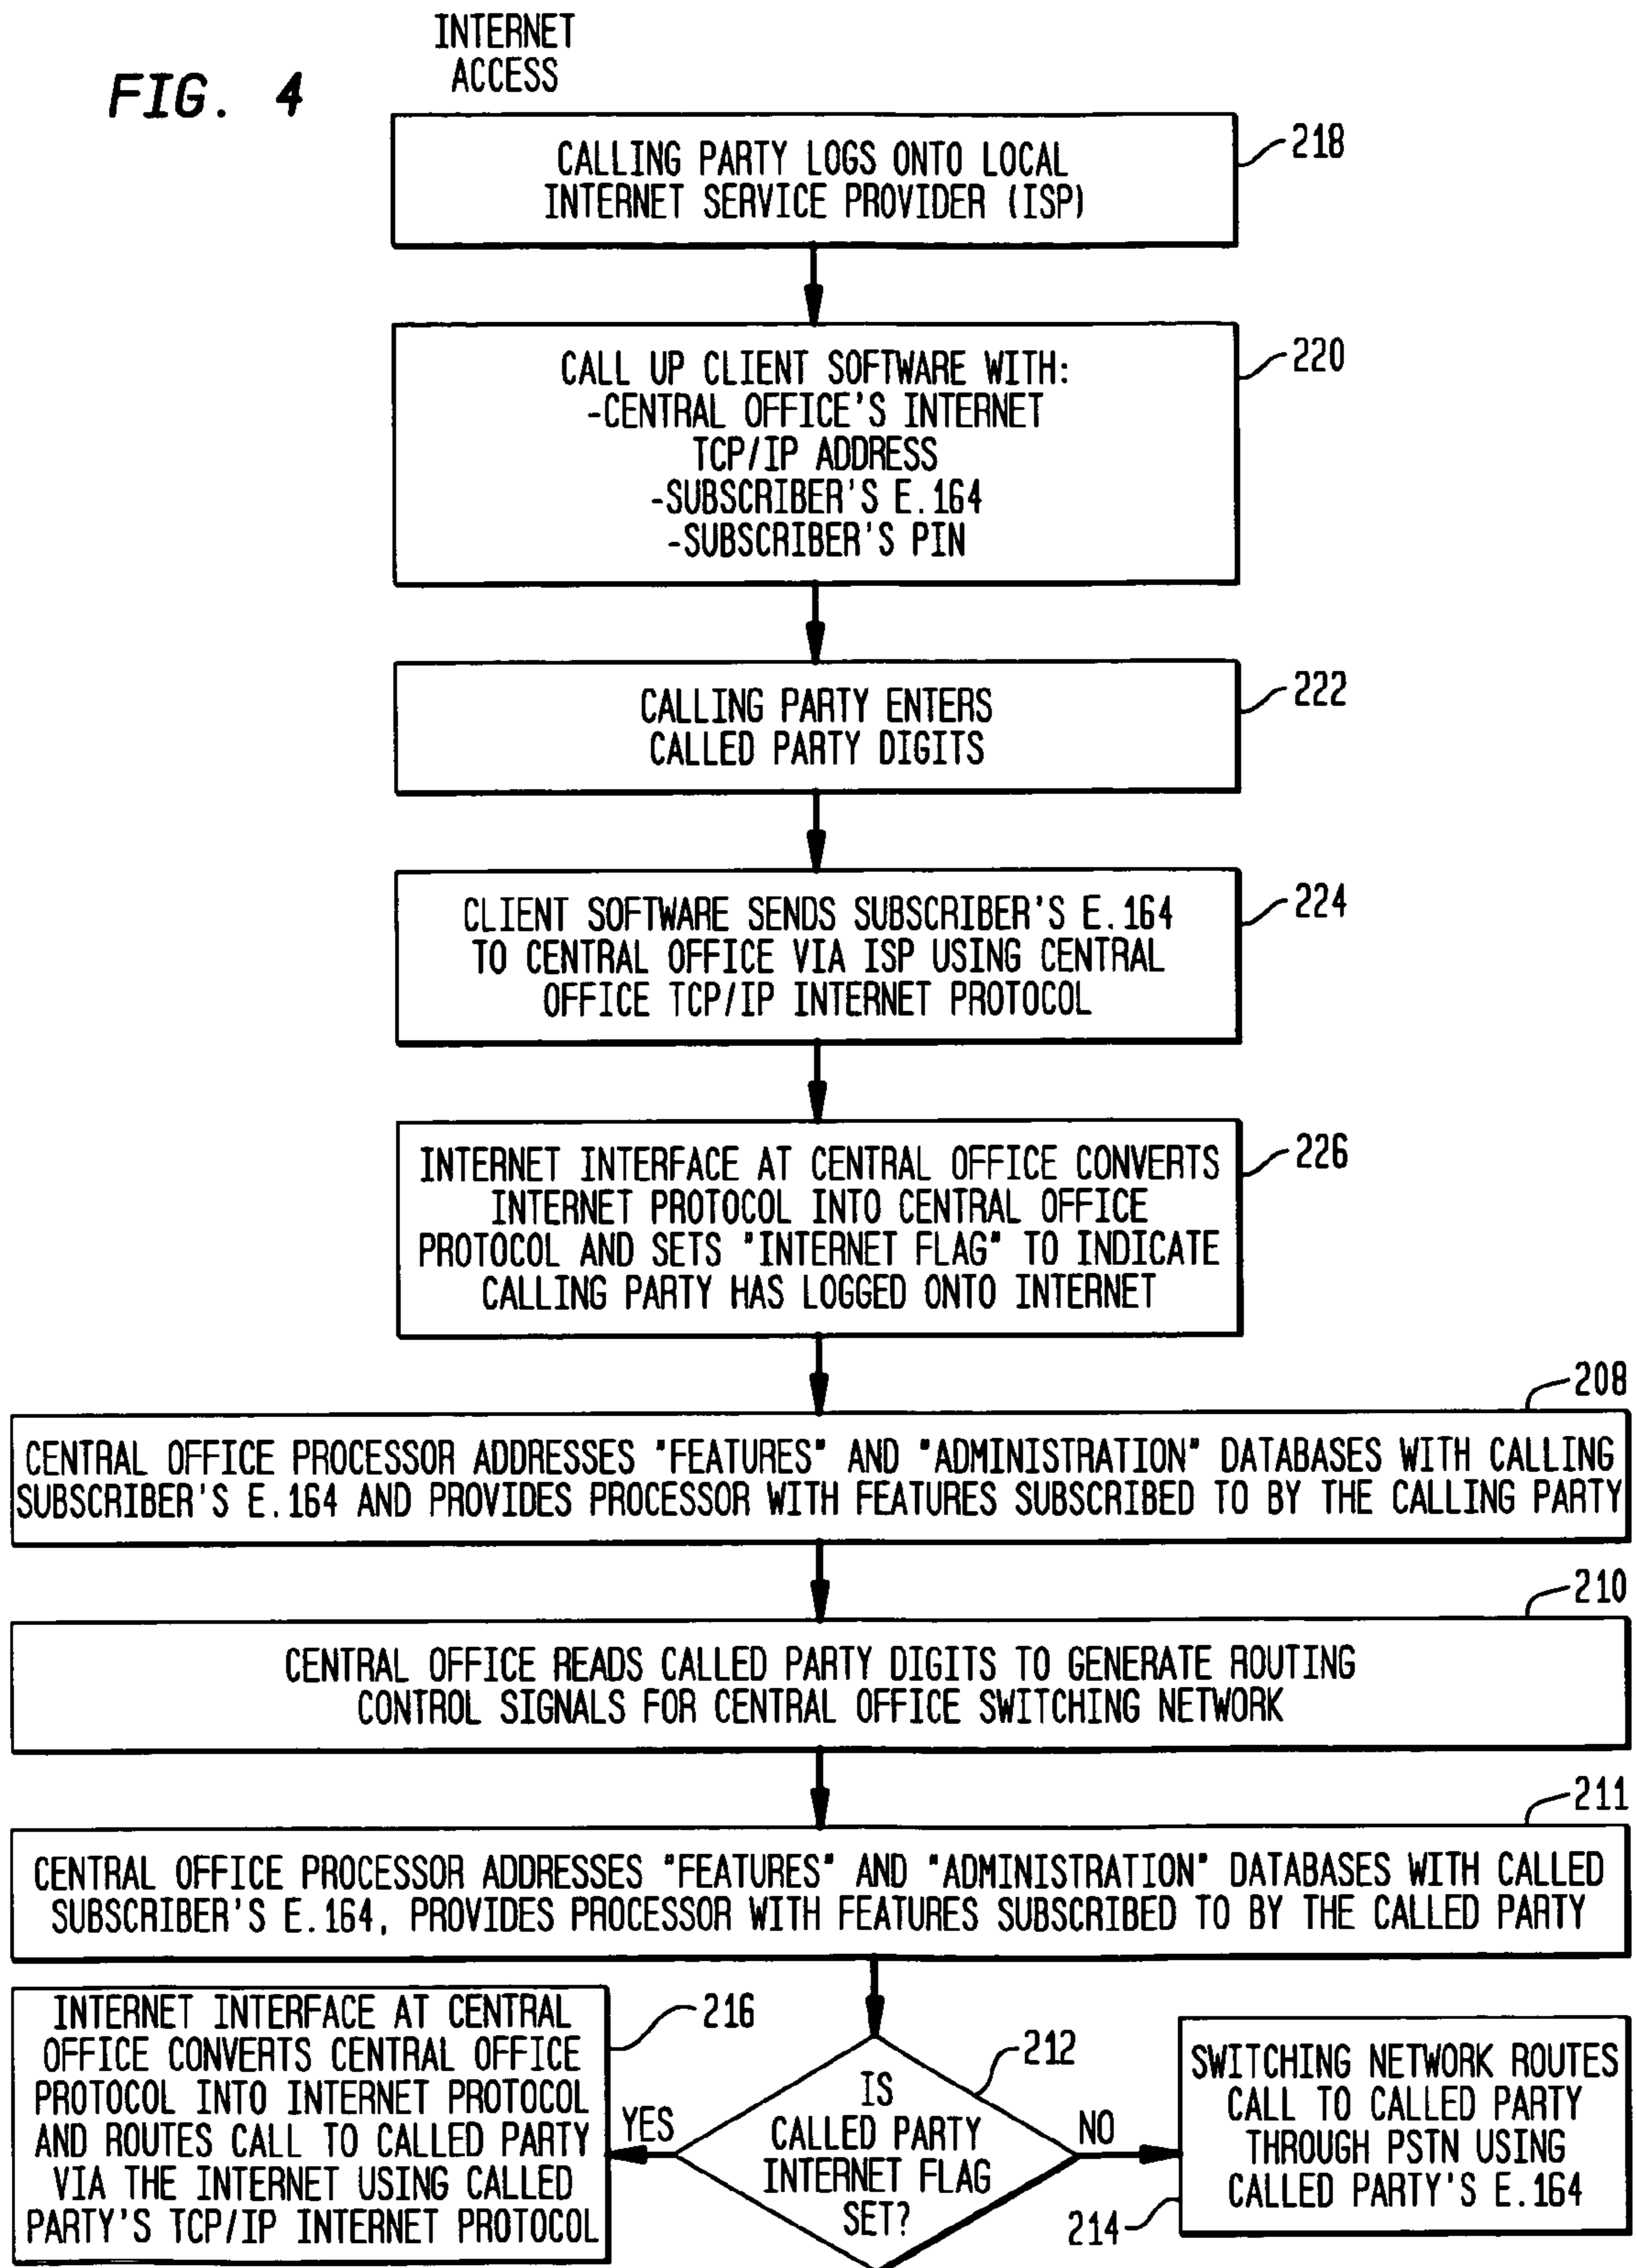 INTERNET
ACCESS
FIG. 4
CALLING PARTY LOGS ONTO LOCAL
INTERNET SERVICE PROVIDER (ISP)
218
CALL UP CLIENT SOFTWARE WITH:
-CENTRAL OFFICE'S INTERNET
TCP/IP ADDRESS
-SUBSCRIBER'S E.164
-SUBSCRIBER'S PIN
220
CALLING PARTY ENTERS
CALLED PARTY DIGITS
222
CLIENT SOFTWARE SENDS SUBSCRIBER'S E.164
TO CENTRAL OFFICE VIA ISP USING CENTRAL
OFFICE TCP/IP INTERNET PROTOCOL
224
INTERNET INTERFACE AT CENTRAL OFFICE CONVERTS
INTERNET PROTOCOL INTO CENTRAL OFFICE
PROTOCOL AND SETS "INTERNET FLAG" TO INDICATE
CALLING PARTY HAS LOGGED ONTO INTERNET
226
208
CENTRAL OFFICE PROCESSOR ADDRESSES "FEATURES" AND "ADMINISTRATION" DATABASES WITH CALLING
SUBSCRIBER'S E.164 AND PROVIDES PROCESSOR WITH FEATURES SUBSCRIBED TO BY THE CALLING PARTY
210
CENTRAL OFFICE READS CALLED PARTY DIGITS TO GENERATE ROUTING
CONTROL SIGNALS FOR CENTRAL OFFICE SWITCHING NETWORK
211
CENTRAL OFFICE PROCESSOR ADDRESSES "FEATURES" AND "ADMINISTRATION" DATABASES WITH CALLED
SUBSCRIBER'S E.164, PROVIDES PROCESSOR WITH FEATURES SUBSCRIBED TO BY THE CALLED PARTY
INTERNET INTERFACE AT CENTRAL
OFFICE CONVERTS CENTRAL OFFICE
PROTOCOL INTO INTERNET PROTOCOL
AND ROUTES CALL TO CALLED PARTY
VIA THE INTERNET USING CALLED
PARTY'S TCP/IP INTERNET PROTOCOL
216
YES
212
IS
CALLED PARTY
INTERNET FLAG
SET?
NO
SWITCHING NETWORK ROUTES
CALL TO CALLED PARTY
THROUGH PSTN USING
CALLED PARTY'S E.164
214